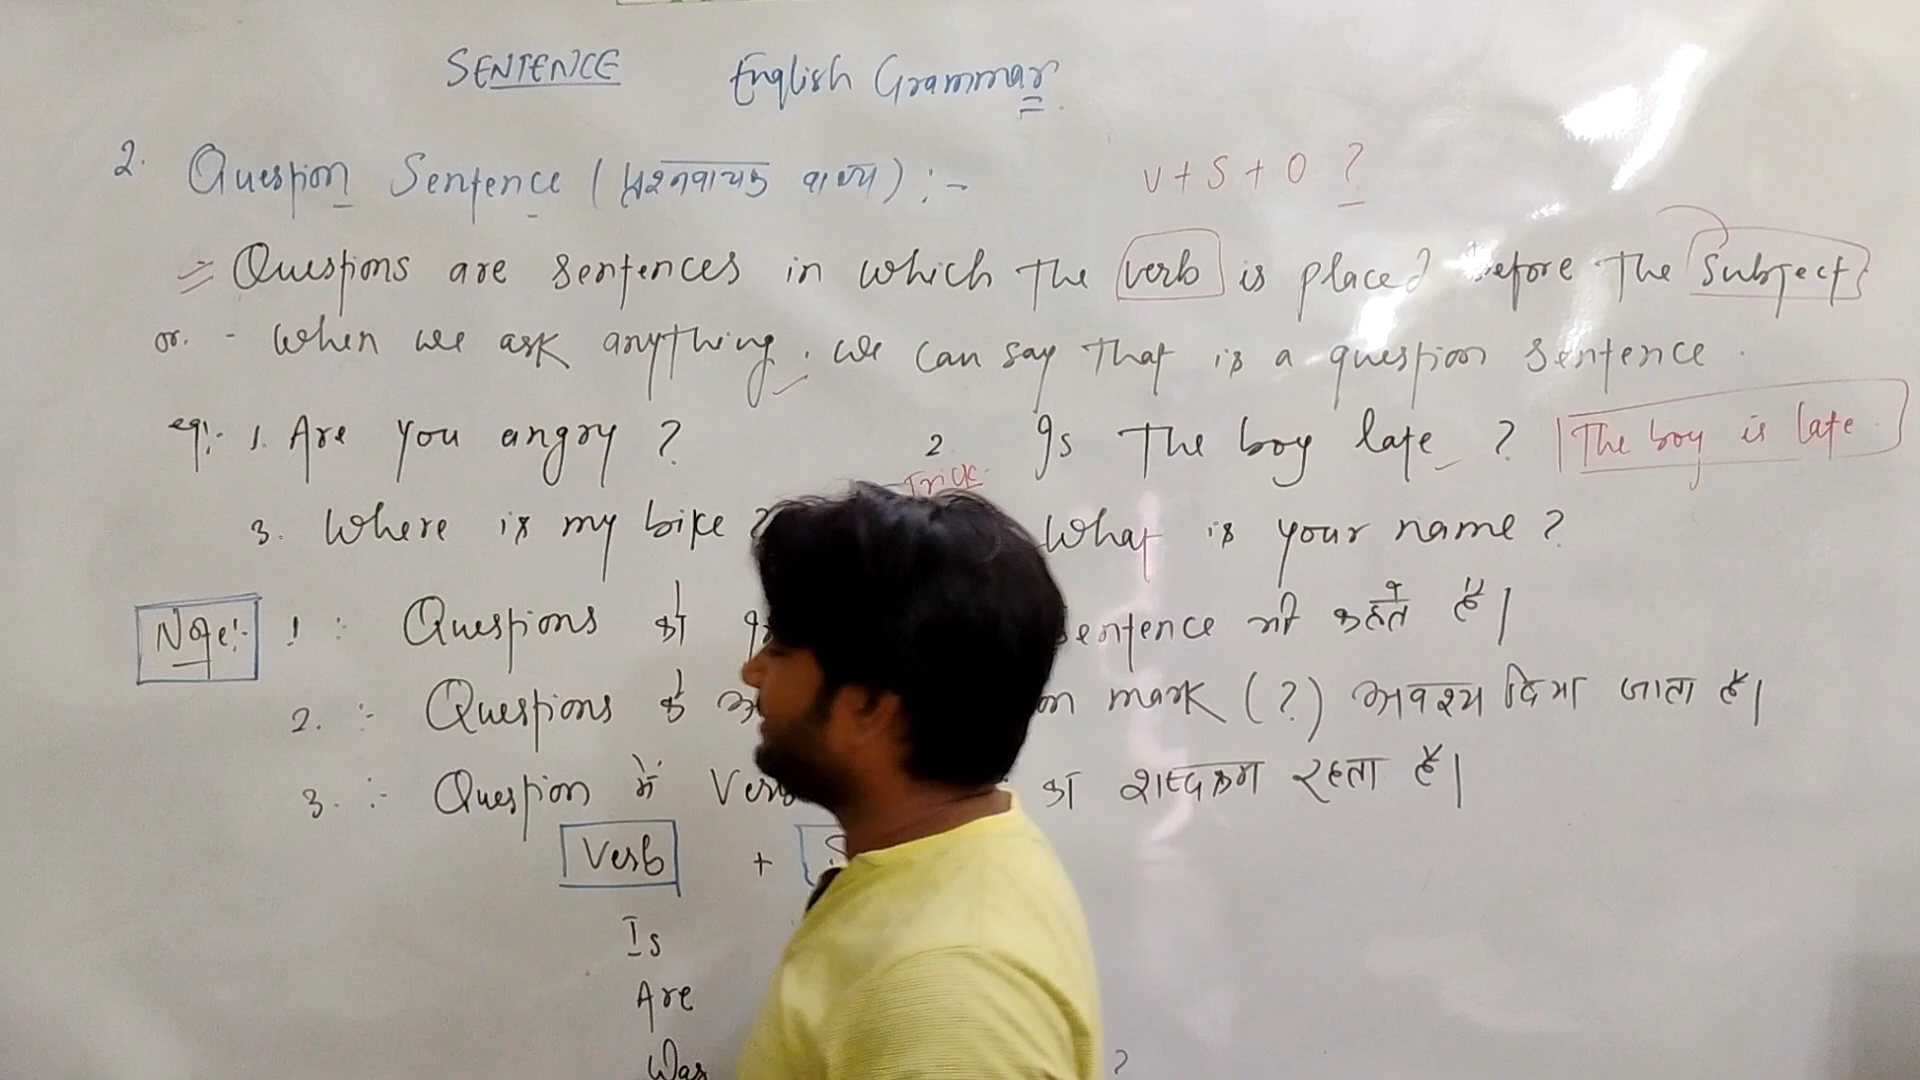 SENTENCE English Grammar
2. Question Sentence (प्रश्नवाचक वाक्य) :- V + S + O ?
= Questions are sentences in which the verb is placed before the subject
or. - When we ask anything, we can say that is a question sentence.
eg:- 1. Are you angry ? 2. Is the boy late ? The boy is late
Trick
3. Where is my bike ? What is your name ?
Note:- 1 :- Questions को sentence भी कहते हैं।
2. :- Questions के mark (?) अवश्य दिया जाता है।
3. :- Question में Verb का शब्दक्रम रहता है।
Verb +
Is
Are
Was ?